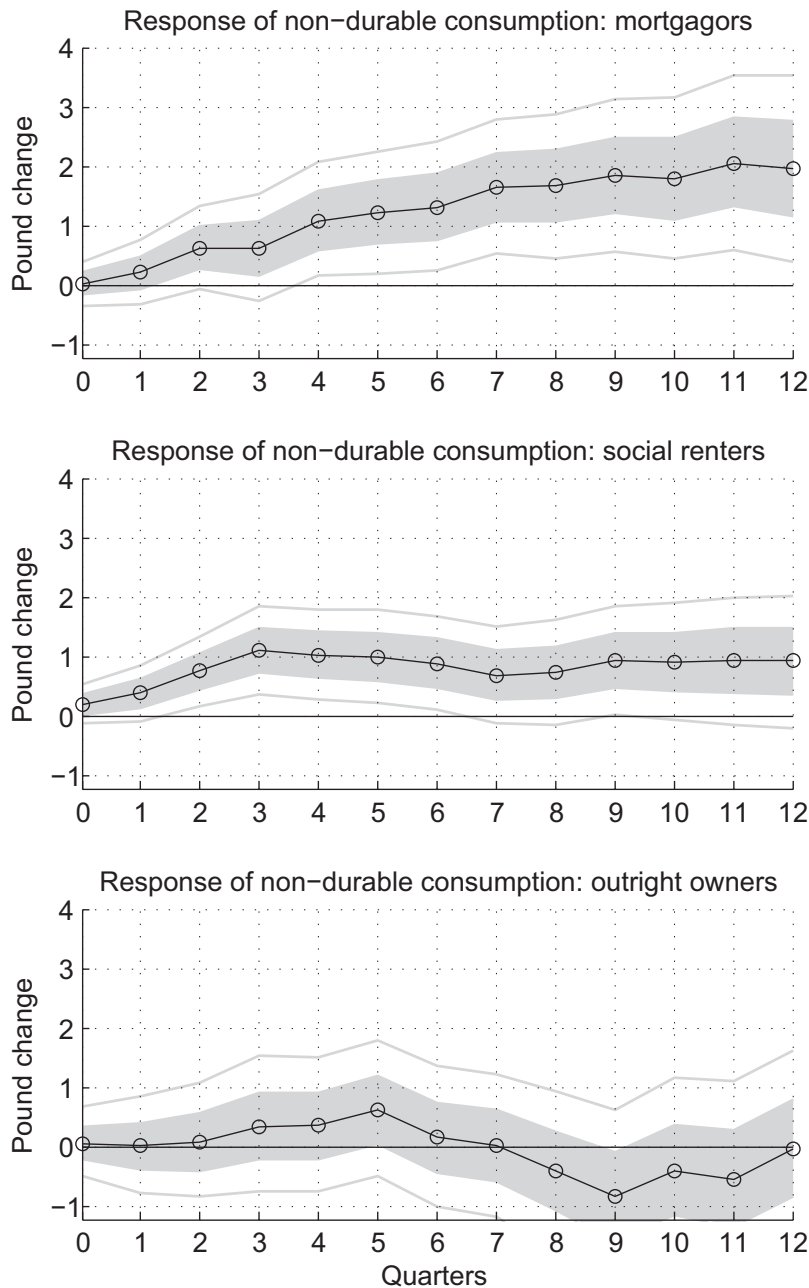 Response of non−durable consumption: mortgagors
4
3
2
1
0
−1
Pound change
0 1 2 3 4 5 6 7 8 9 10 11 12
Response of non−durable consumption: social renters
4
3
2
1
0
−1
Pound change
0 1 2 3 4 5 6 7 8 9 10 11 12
Response of non−durable consumption: outright owners
4
3
2
1
0
−1
Pound change
0 1 2 3 4 5 6 7 8 9 10 11 12
Quarters